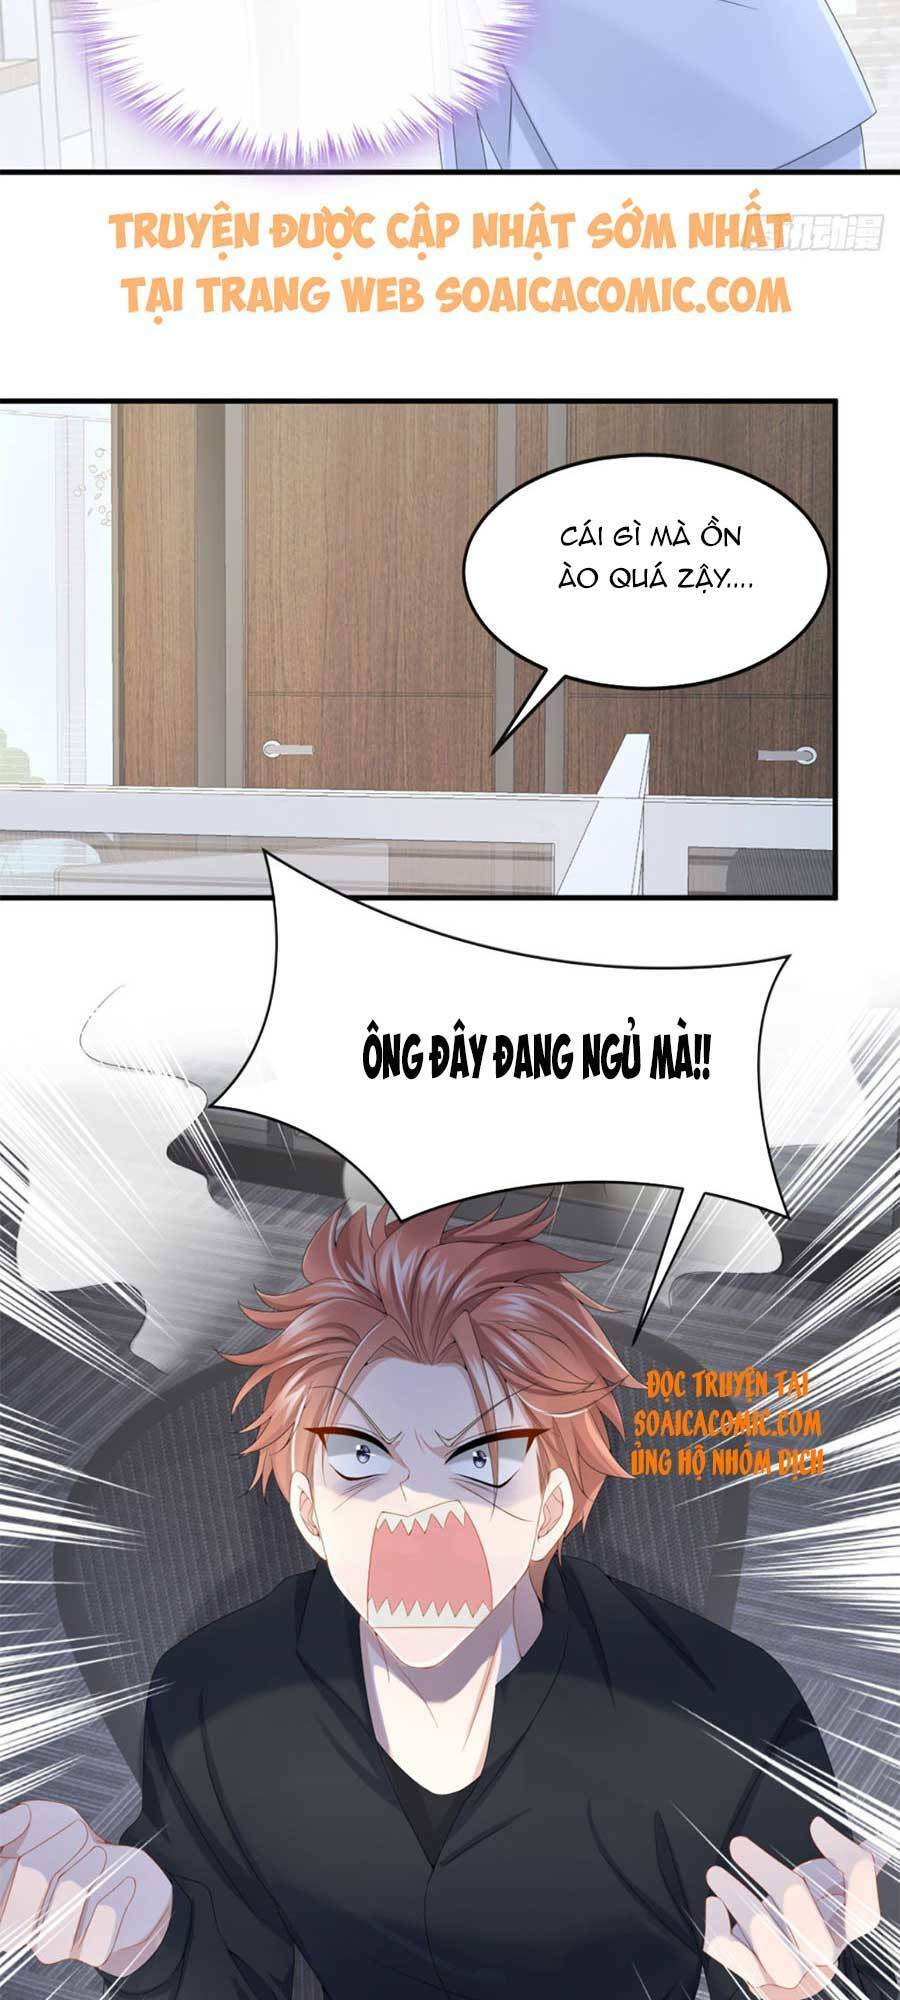 TRUYỆN ĐƯỢC CẬP NHẬT SỚM NHẤT
TẠI TRANG WEB SOAICACOMIC.COM
CÁI GÌ MÀ ỒN
ÀO QUÁ ZẬY....
ÔNG ĐÂY ĐANG NGỦ MÀ!!
ĐỌC TRUYỆN TẠI
SOAICACOMIC.COM
ỦNG HỘ NHÓM DỊCH